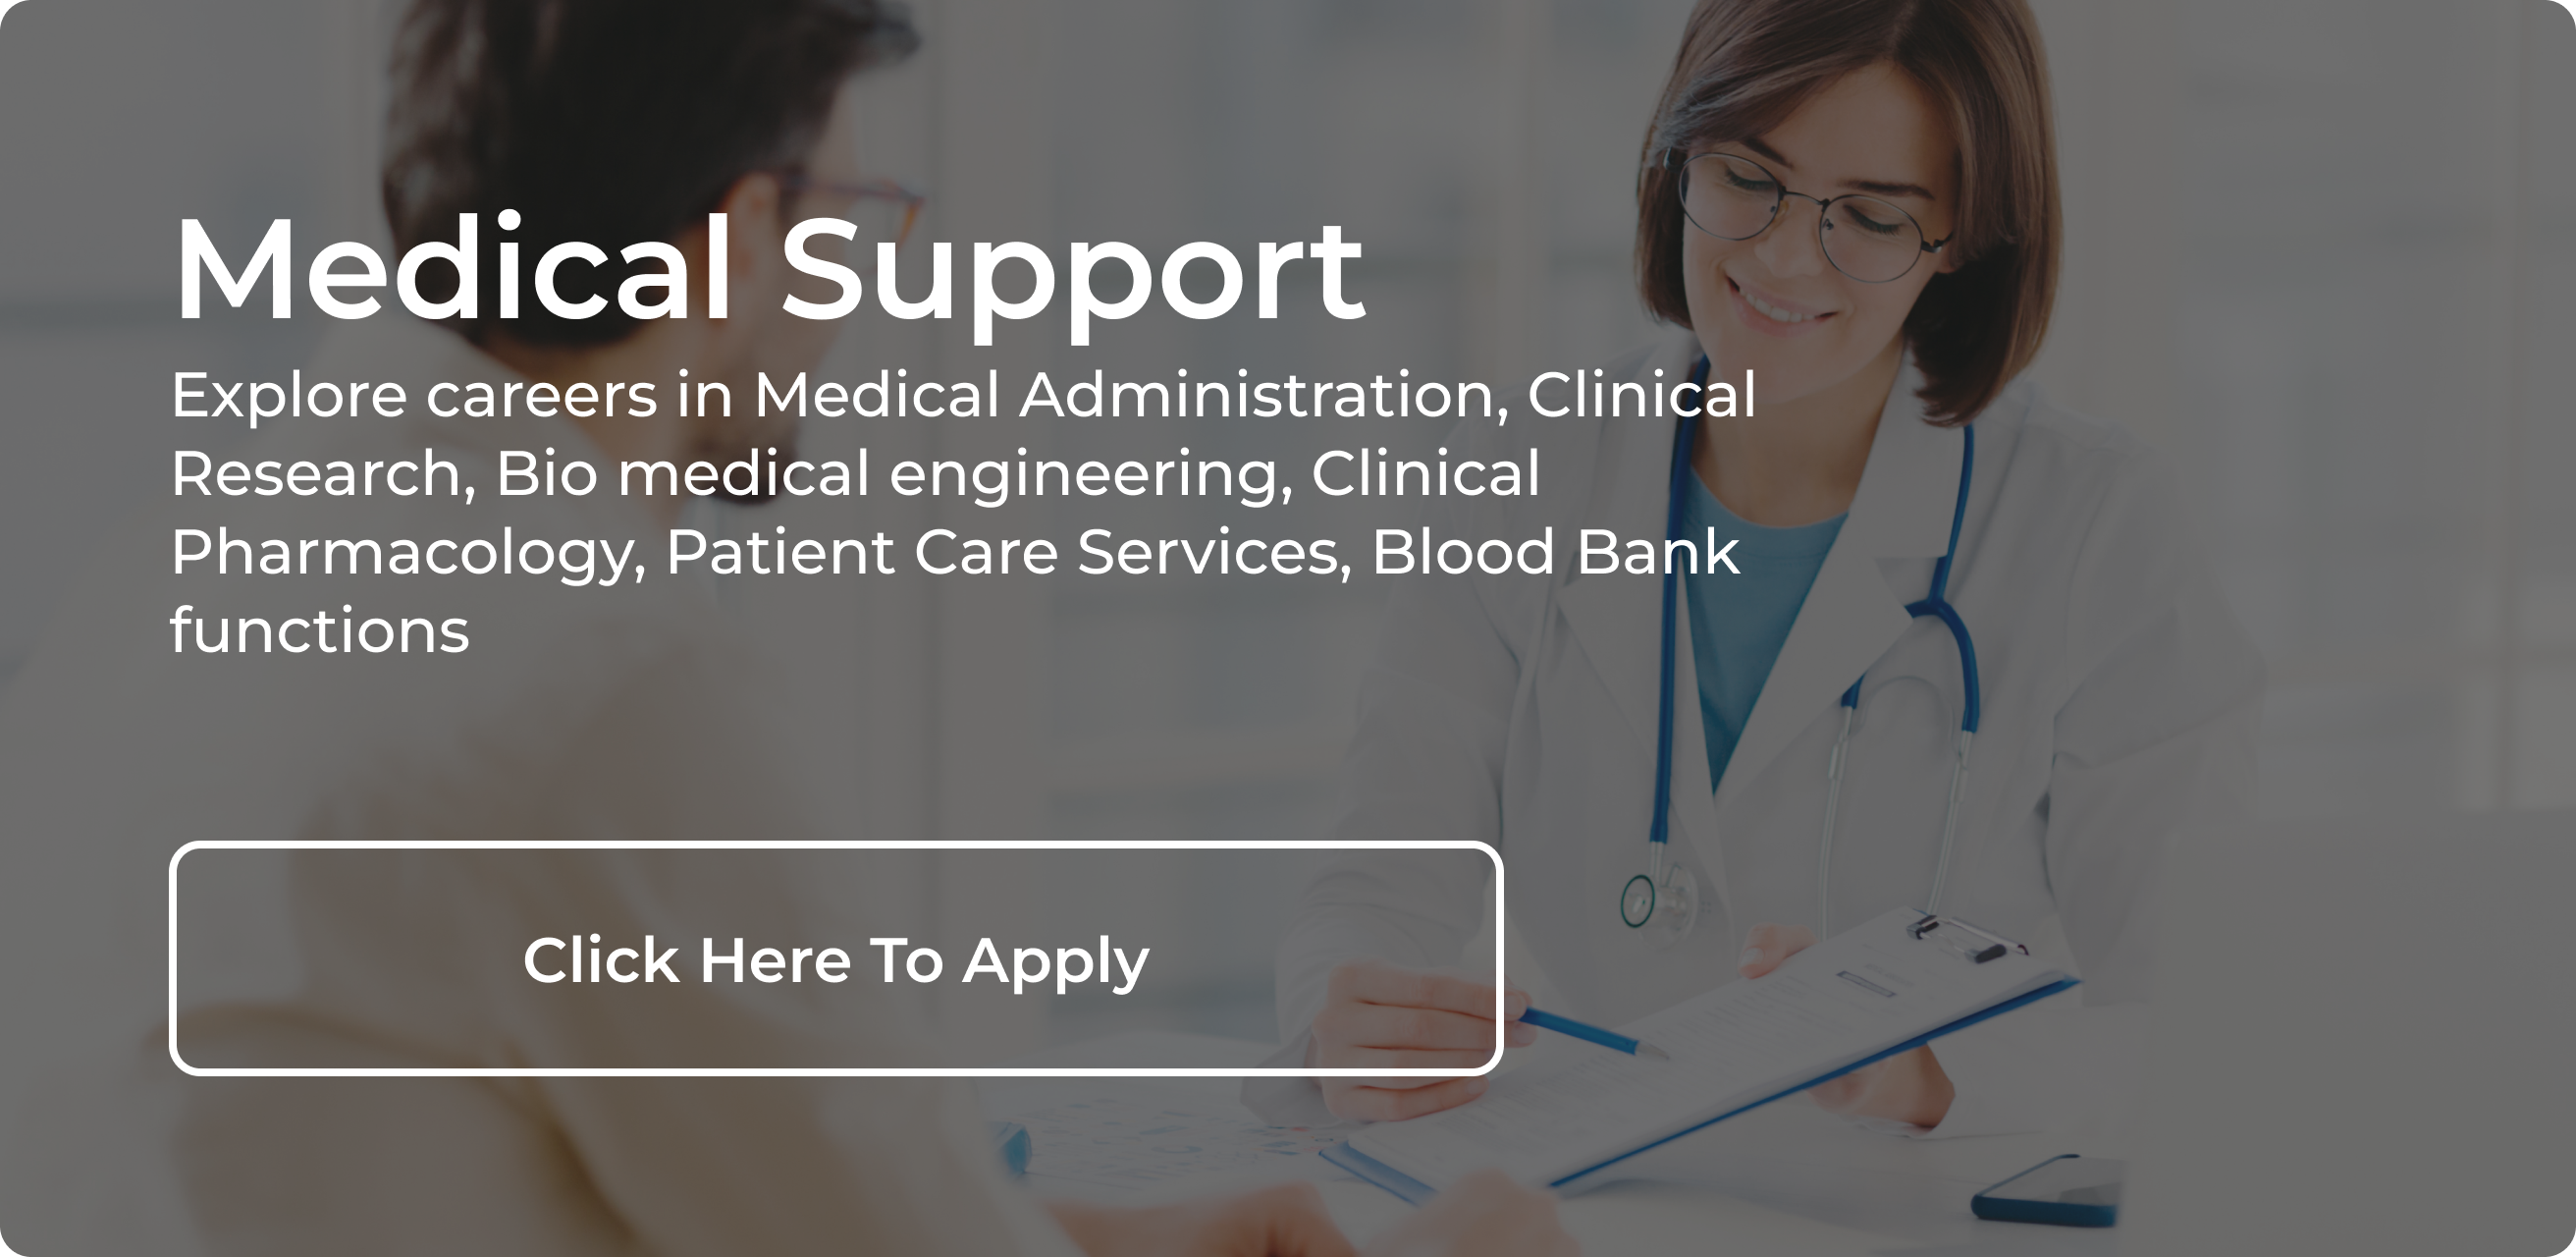 Medical Support
Explore careers in Medical Administration, Clinical
Research, Bio medical engineering, Clinical
Pharmacology, Patient Care Services, Blood Bank
functions
Click Here To Apply